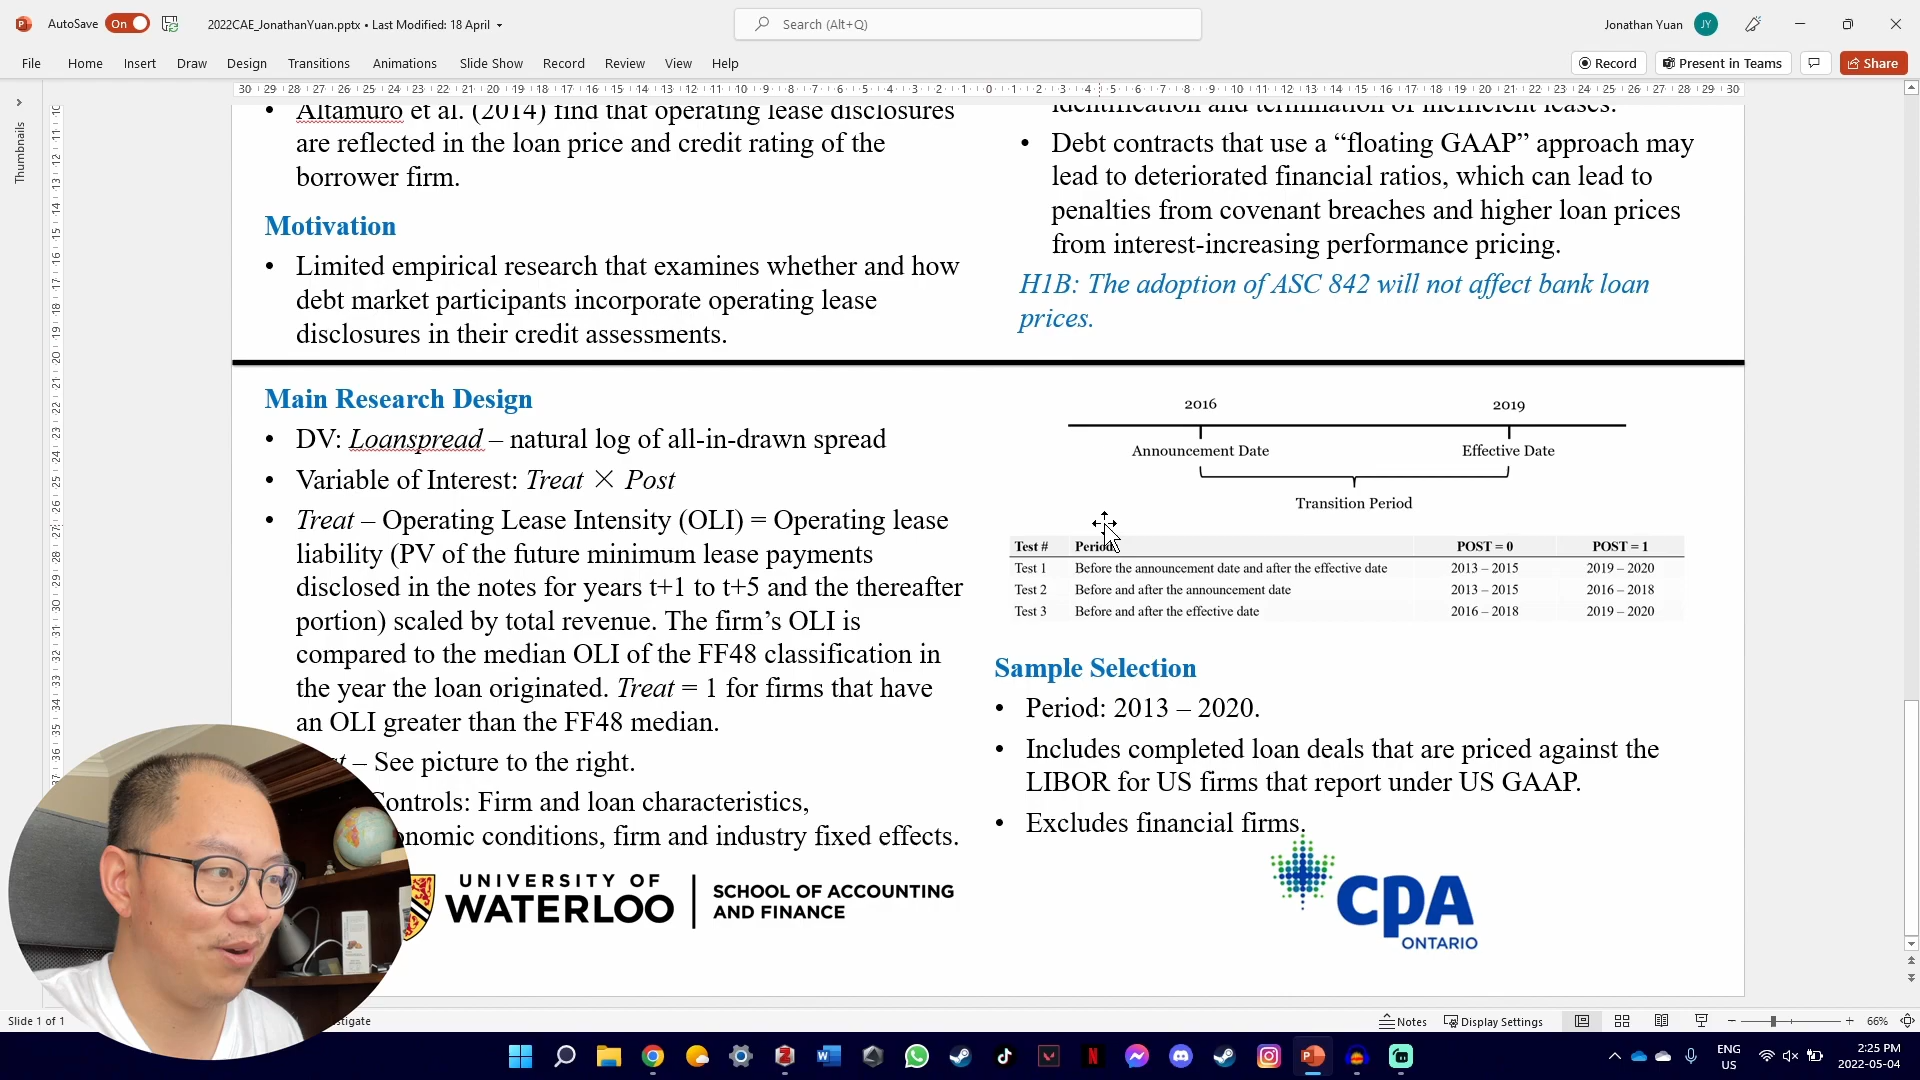 AutoSave On 2022CAE_JonathanYuan.pptx • Last Modified: 18 April Search (Alt+Q) Jonathan Yuan JY
File Home Insert Draw Design Transitions Animations Slide Show Record Review View Help Record Present in Teams Share
Thumbnails
• Altamuro et al. (2014) find that operating lease disclosures
are reflected in the loan price and credit rating of the
borrower firm.
Motivation
• Limited empirical research that examines whether and how
debt market participants incorporate operating lease
disclosures in their credit assessments.
identification and termination of inefficient leases.
• Debt contracts that use a “floating GAAP” approach may
lead to deteriorated financial ratios, which can lead to
penalties from covenant breaches and higher loan prices
from interest-increasing performance pricing.
H1B: The adoption of ASC 842 will not affect bank loan
prices.
Main Research Design
• DV: Loanspread – natural log of all-in-drawn spread
• Variable of Interest: Treat × Post
• Treat – Operating Lease Intensity (OLI) = Operating lease
liability (PV of the future minimum lease payments
disclosed in the notes for years t+1 to t+5 and the thereafter
portion) scaled by total revenue. The firm’s OLI is
compared to the median OLI of the FF48 classification in
the year the loan originated. Treat = 1 for firms that have
an OLI greater than the FF48 median.
– See picture to the right.
Controls: Firm and loan characteristics,
conditions, firm and industry fixed effects.
2016 2019
Announcement Date Effective Date
Transition Period
Test # Period POST = 0 POST = 1
Test 1 Before the announcement date and after the effective date 2013 – 2015 2019 – 2020
Test 2 Before and after the announcement date 2013 – 2015 2016 – 2018
Test 3 Before and after the effective date 2016 – 2018 2019 – 2020
Sample Selection
• Period: 2013 – 2020.
• Includes completed loan deals that are priced against the
LIBOR for US firms that report under US GAAP.
• Excludes financial firms.
UNIVERSITY OF
WATERLOO
SCHOOL OF ACCOUNTING
AND FINANCE
CPA
ONTARIO
Slide 1 of 1 Notes Display Settings 66%
ENG
US
2:25 PM
2022-05-04